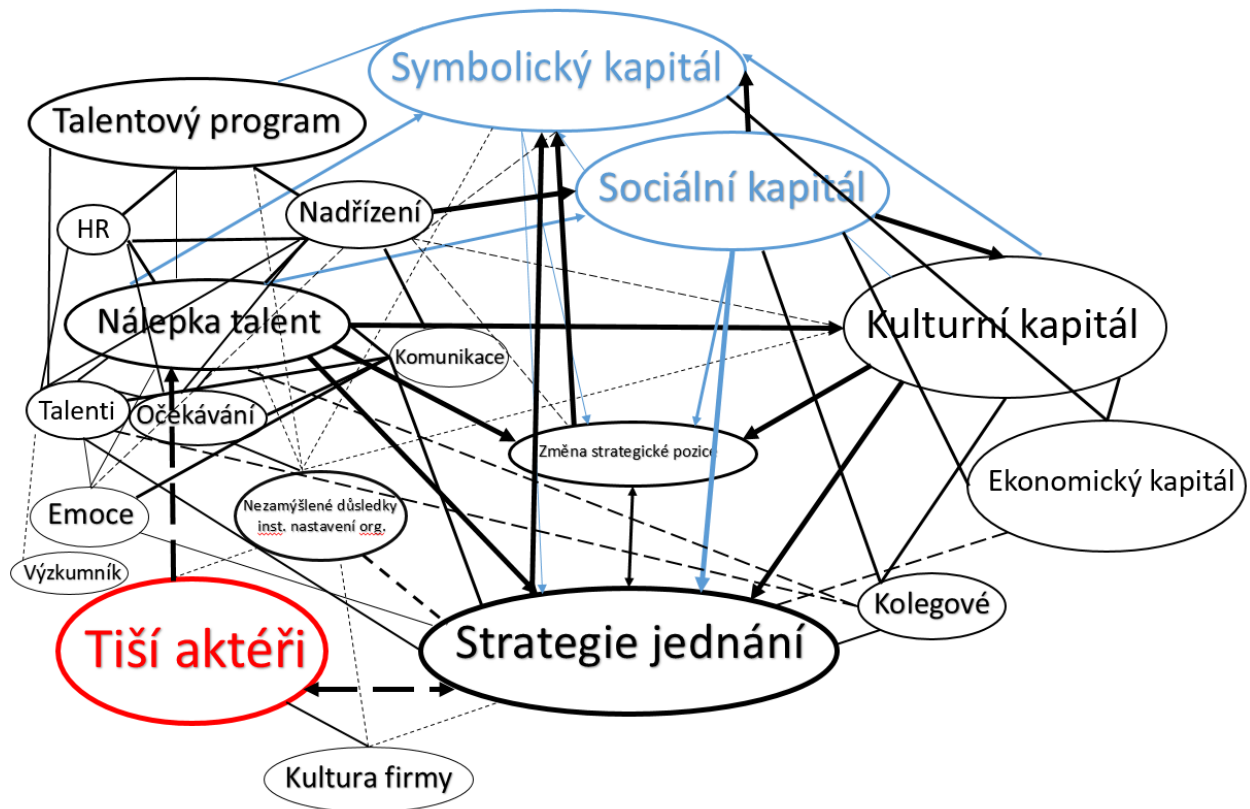 Symbolický kapitál
Talentový program
Sociální kapitál
Nadřízení
HR
Nálepka talent
Kulturní kapitál
Komunikace
Talenti
Očekávání
Změna strategické pozice
Ekonomický kapitál
Emoce
Nezamýšlené důsledky
inst. nastavení org.
Výzkumník
Kolegové
Tiší aktéři
Strategie jednání
Kultura firmy